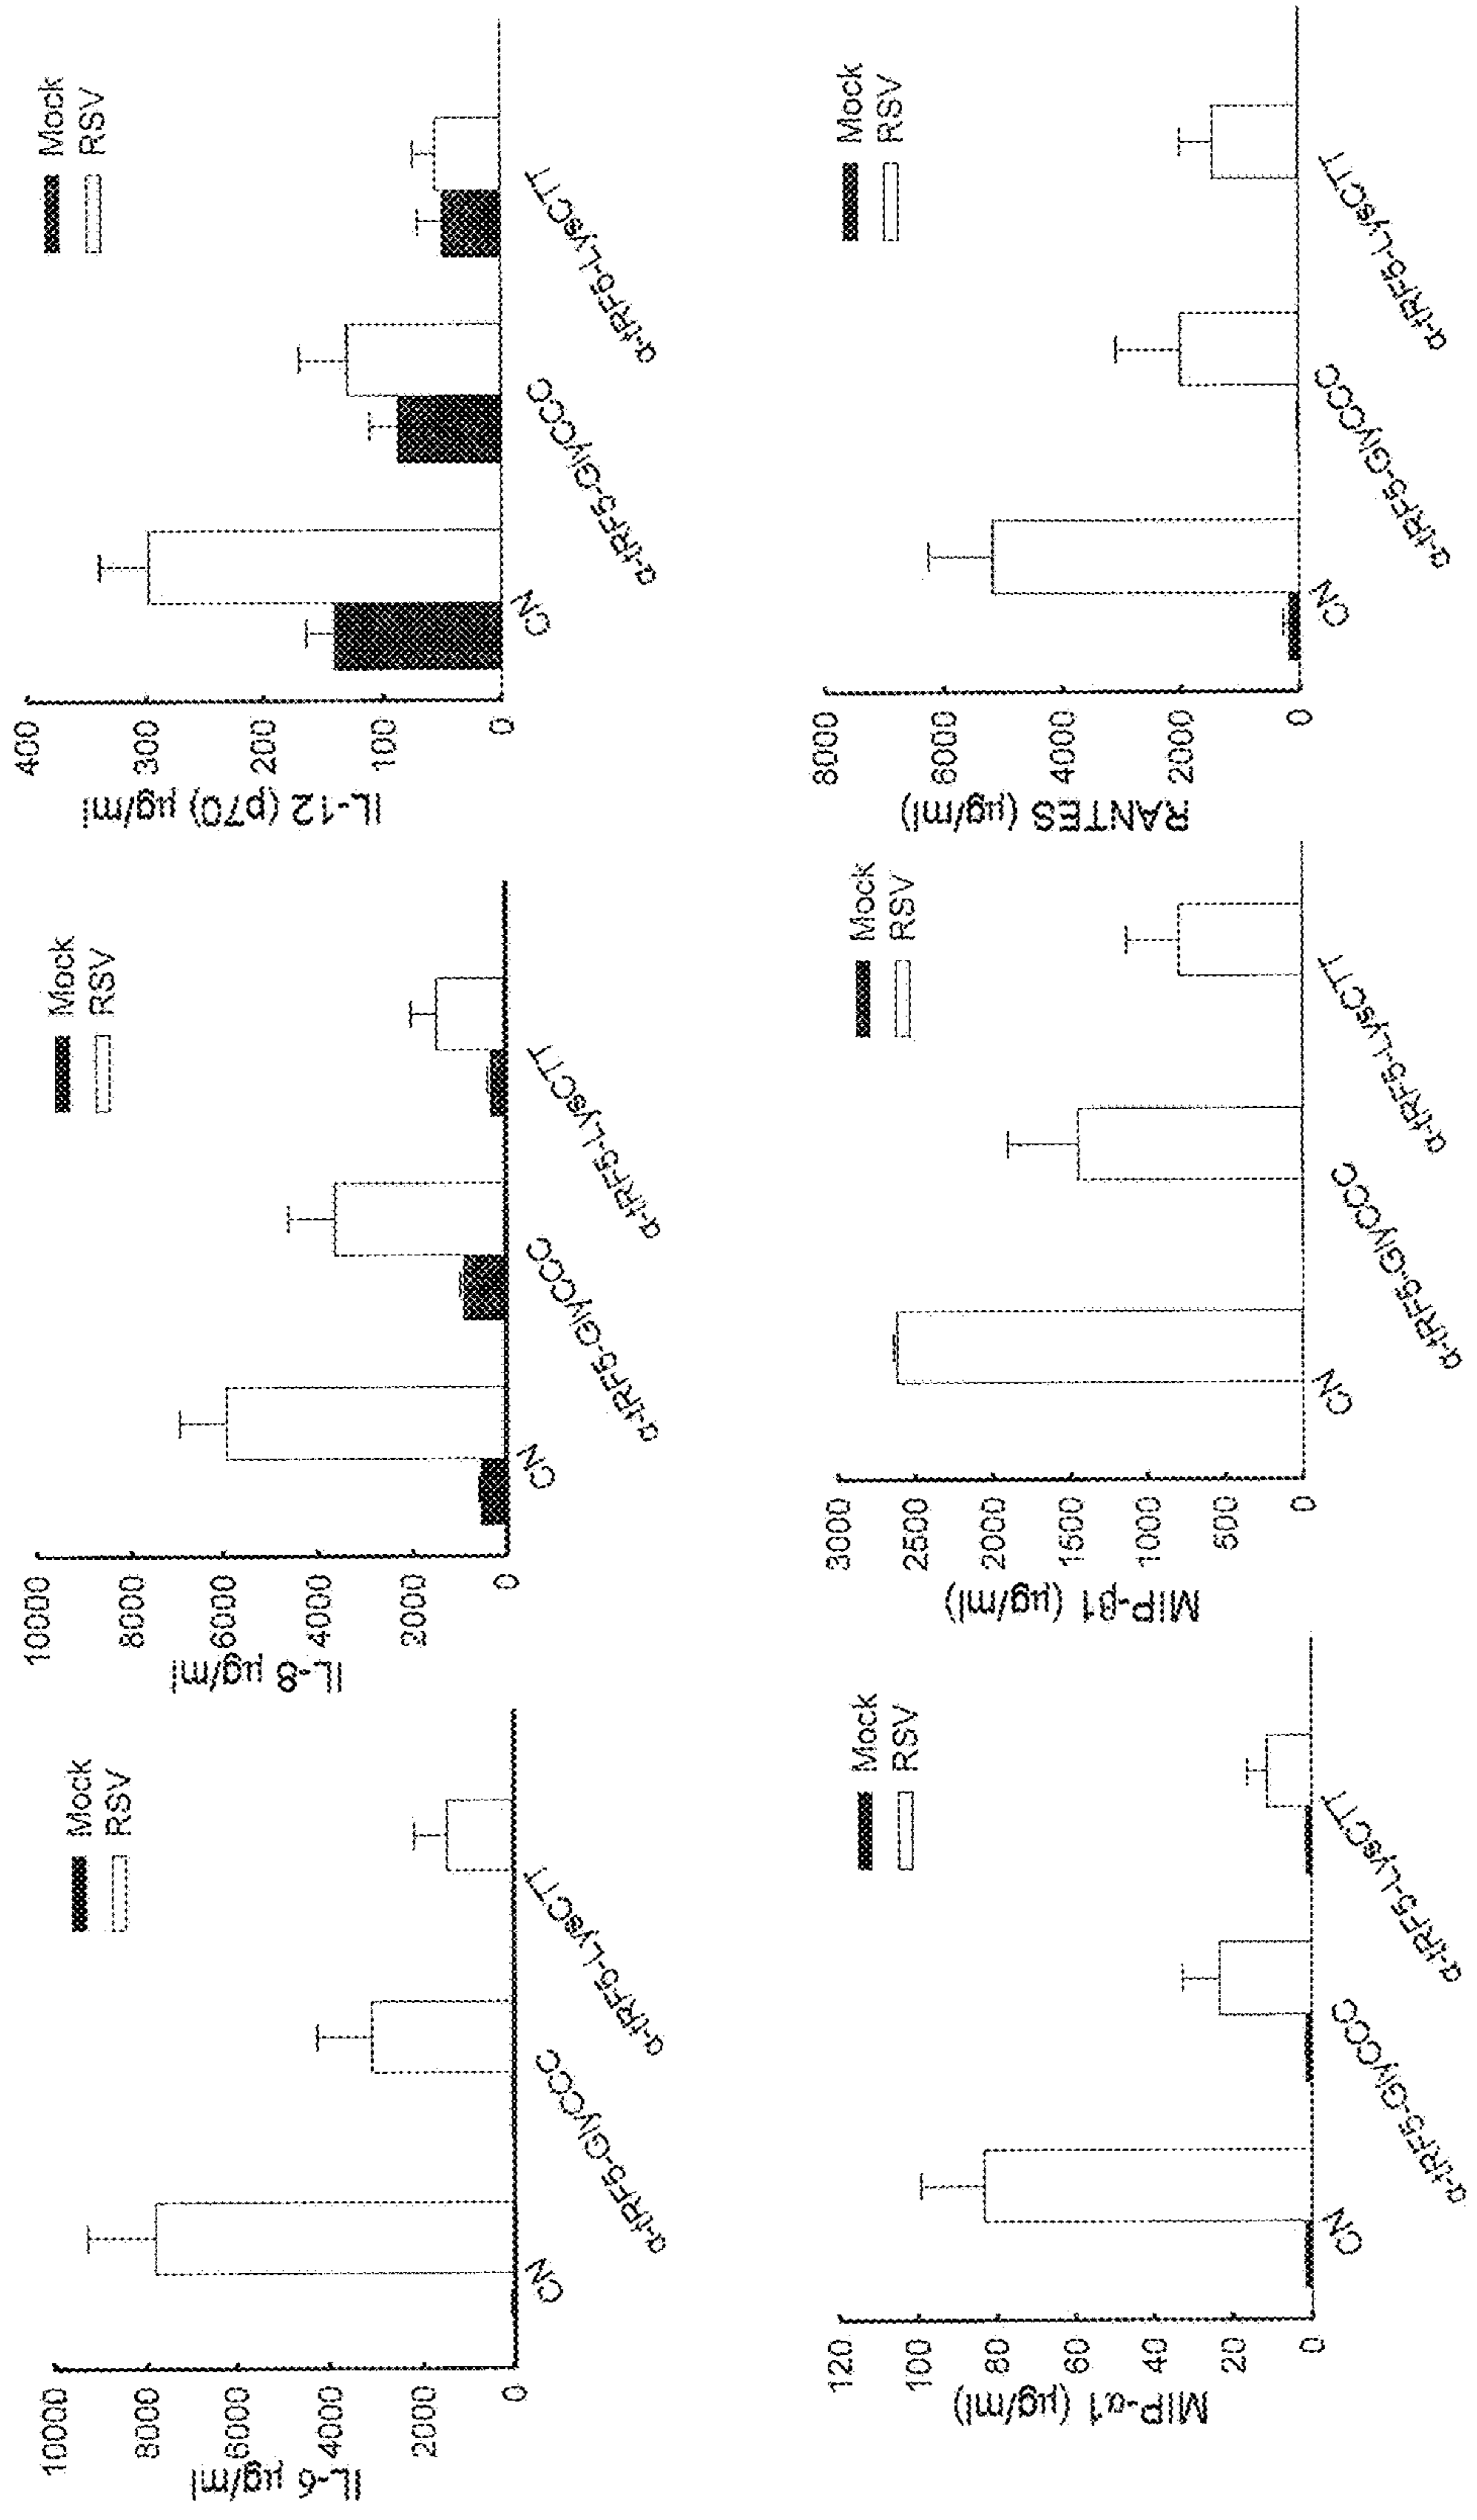 IL-6 µg/ml
10000
8000
6000
4000
2000
0
Mock
RSV
CN
α-tRF5-GlyCCC
α-tRF5-LysCTT
IL-8 µg/ml
10000
8000
6000
4000
2000
0
Mock
RSV
CN
α-tRF5-GlyCCC
α-tRF5-LysCTT
IL-12 (p70) µg/ml
400
300
200
100
0
Mock
RSV
CN
α-tRF5-GlyCCC
α-tRF5-LysCTT
MIP-α1 (µg/ml)
120
100
80
60
40
20
0
Mock
RSV
CN
α-tRF5-GlyCCC
α-tRF5-LysCTT
MIP-β1 (µg/ml)
3000
2500
2000
1500
1000
500
0
Mock
RSV
CN
α-tRF5-GlyCCC
α-tRF5-LysCTT
RANTES (µg/ml)
8000
6000
4000
2000
0
Mock
RSV
CN
α-tRF5-GlyCCC
α-tRF5-LysCTT